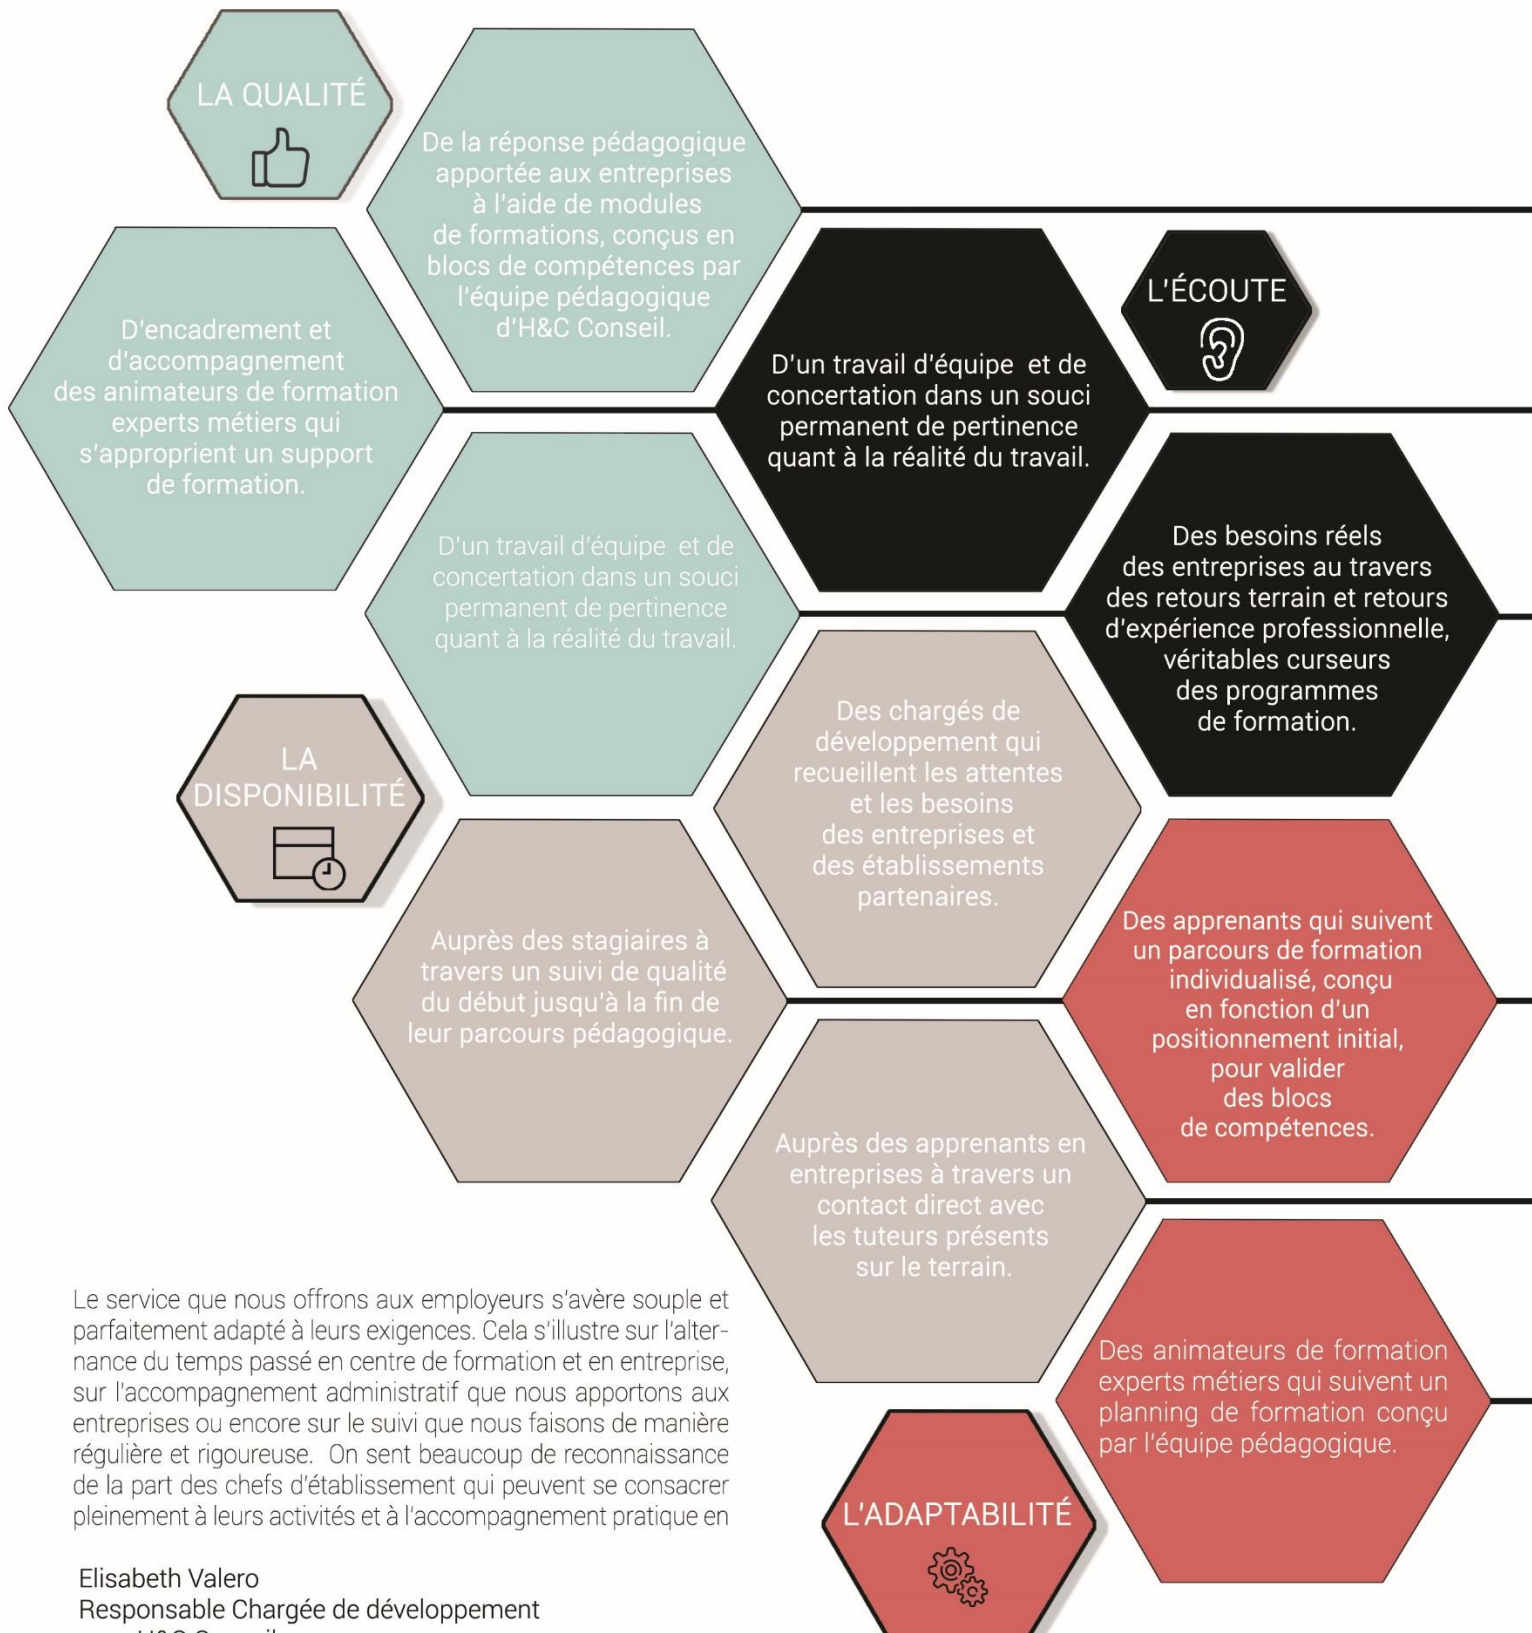 LA QUALITÉ
De la réponse pédagogique
apportée aux entreprises
à l'aide de modules
de formations, conçus en
blocs de compétences par
l'équipe pédagogique
d'H&C Conseil.
D'encadrement et
d'accompagnement
des animateurs de formation
experts métiers qui
s'approprient un support
de formation.
D'un travail d'équipe et de
concertation dans un souci
permanent de pertinence
quant à la réalité du travail.
L'ÉCOUTE
D'un travail d'équipe et de
concertation dans un souci
permanent de pertinence
quant à la réalité du travail.
Des besoins réels
des entreprises au travers
des retours terrain et retours
d'expérience professionnelle,
véritables curseurs
des programmes
de formation.
LA
DISPONIBILITÉ
Des chargés de
développement qui
recueillent les attentes
et les besoins
des entreprises et
des établissements
partenaires.
Auprès des stagiaires à
travers un suivi de qualité
du début jusqu'à la fin de
leur parcours pédagogique.
Auprès des apprenants en
entreprises à travers un
contact direct avec
les tuteurs présents
sur le terrain.
Des apprenants qui suivent
un parcours de formation
individualisé, conçu
en fonction d'un
positionnement initial,
pour valider
des blocs
de compétences.
Des animateurs de formation
experts métiers qui suivent un
planning de formation conçu
par l'équipe pédagogique.
L'ADAPTABILITÉ
Le service que nous offrons aux employeurs s'avère souple et
parfaitement adapté à leurs exigences. Cela s'illustre sur l'alter-
nance du temps passé en centre de formation et en entreprise,
sur l'accompagnement administratif que nous apportons aux
entreprises ou encore sur le suivi que nous faisons de manière
régulière et rigoureuse. On sent beaucoup de reconnaissance
de la part des chefs d'établissement qui peuvent se consacrer
pleinement à leurs activités et à l'accompagnement pratique en
Elisabeth Valero
Responsable Chargée de développement